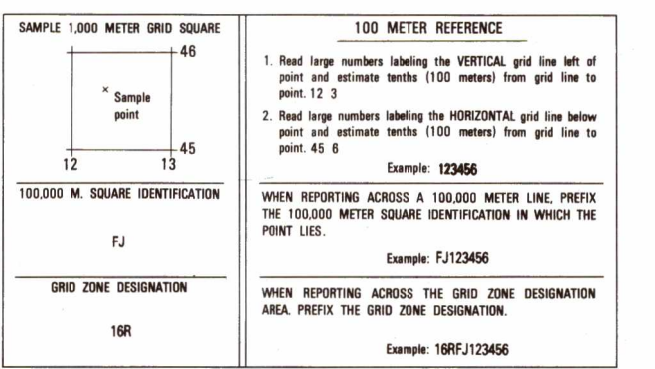 SAMPLE 1,000 METER GRID SQUARE
46
× Sample
point
45
12 13
100,000 M. SQUARE IDENTIFICATION
FJ
GRID ZONE DESIGNATION
16R
100 METER REFERENCE
1. Read large numbers labeling the VERTICAL grid line left of
point and estimate tenths (100 meters) from grid line to
point. 12 3
2. Read large numbers labeling the HORIZONTAL grid line below
point and estimate tenths (100 meters) from grid line to
point. 45 6
Example: 123456
WHEN REPORTING ACROSS A 100,000 METER LINE, PREFIX
THE 100,000 METER SQUARE IDENTIFICATION IN WHICH THE
POINT LIES.
Example: FJ123456
WHEN REPORTING ACROSS THE GRID ZONE DESIGNATION
AREA. PREFIX THE GRID ZONE DESIGNATION.
Example: 16RFJ123456